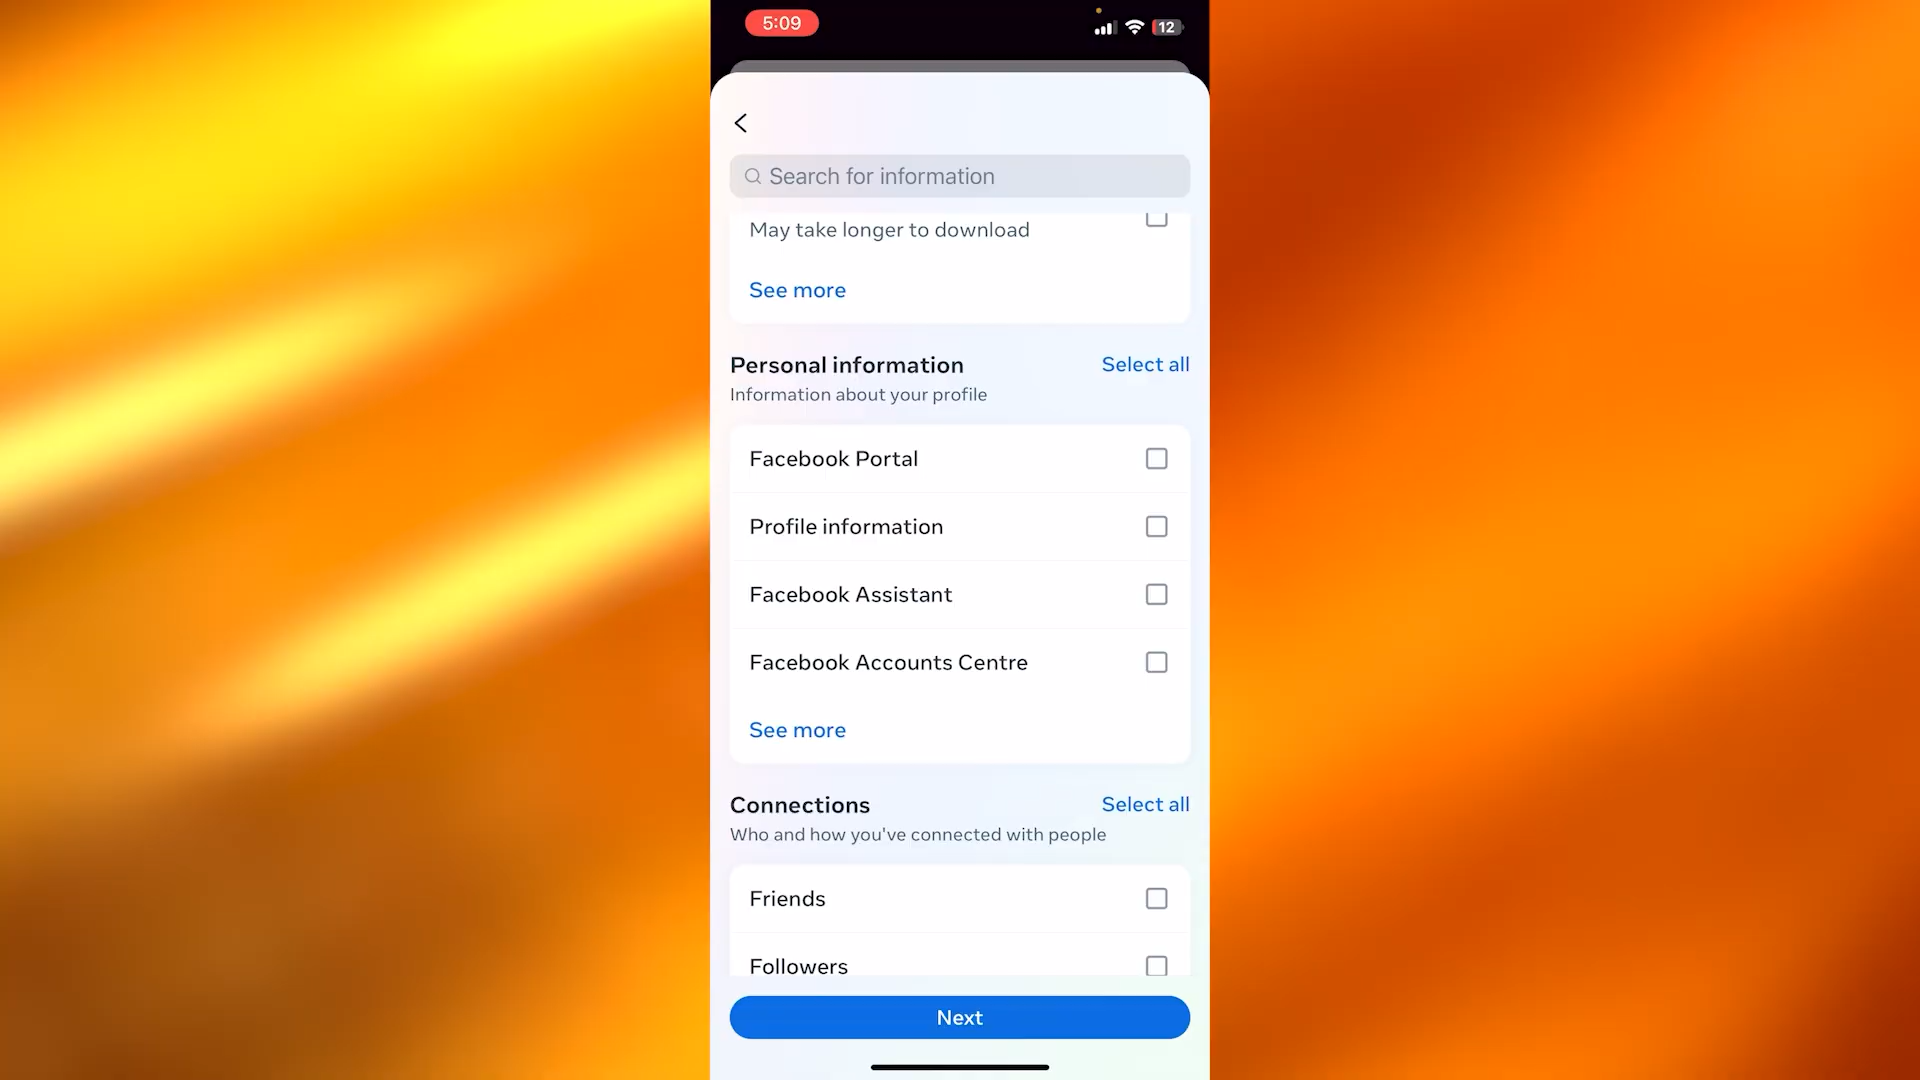 5:09
12
Search for information
May take longer to download
See more
Personal information
Select all
Information about your profile
Facebook Portal
Profile information
Facebook Assistant
Facebook Accounts Centre
See more
Connections
Select all
Who and how you've connected with people
Friends
Followers
Next